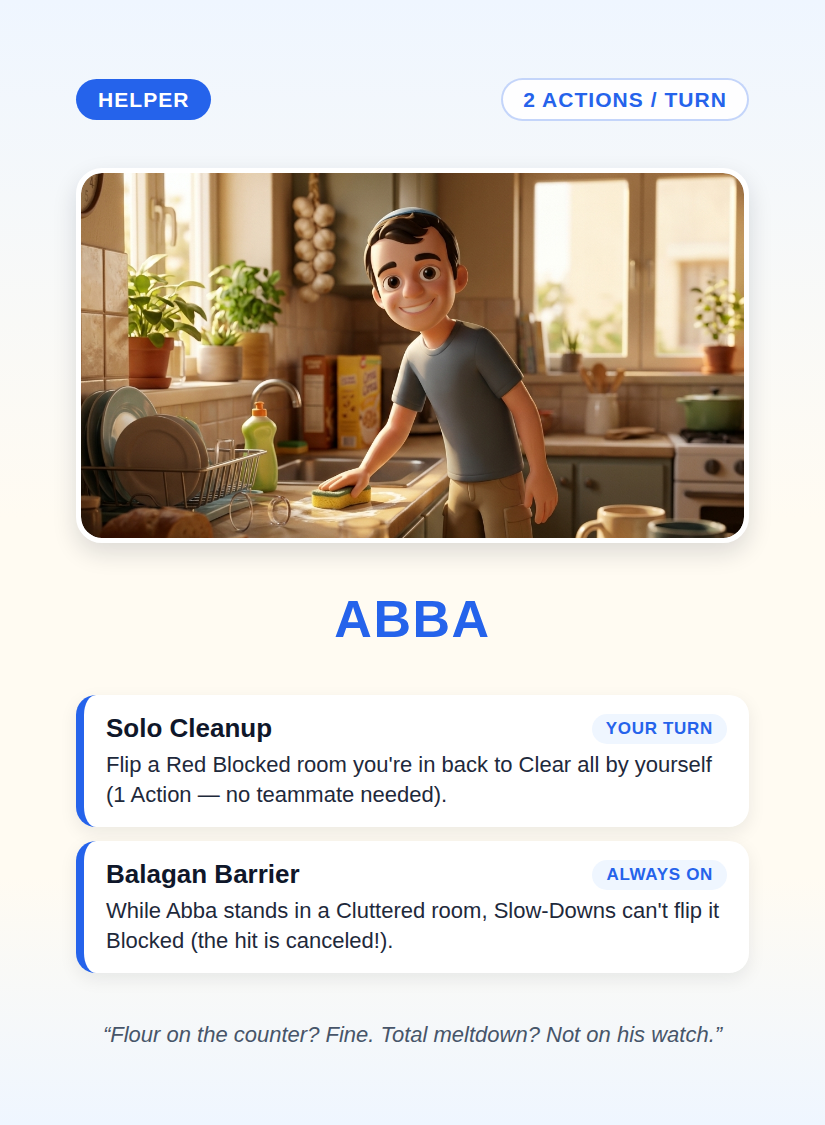 HELPER
2 ACTIONS / TURN
ABBA
Solo Cleanup
YOUR TURN
Flip a Red Blocked room you're in back to Clear all by yourself
(1 Action — no teammate needed).
Balagan Barrier
ALWAYS ON
While Abba stands in a Cluttered room, Slow-Downs can't flip it
Blocked (the hit is canceled!).
“Flour on the counter? Fine. Total meltdown? Not on his watch.”